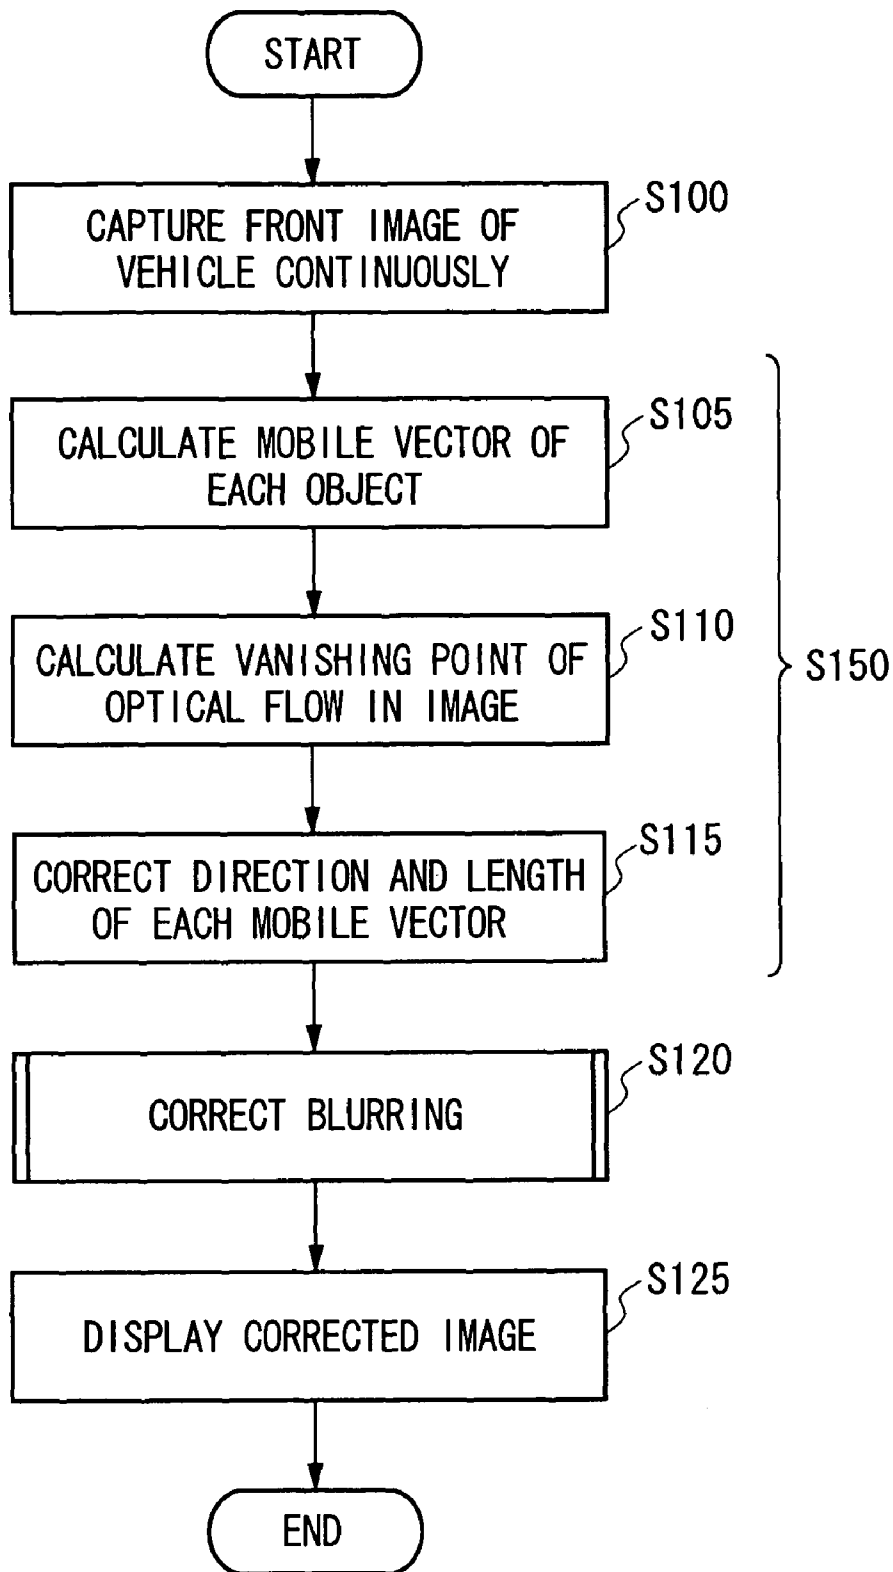 START
S100
CAPTURE FRONT IMAGE OF
VEHICLE CONTINUOUSLY
S105
CALCULATE MOBILE VECTOR OF
EACH OBJECT
S110
CALCULATE VANISHING POINT OF
OPTICAL FLOW IN IMAGE
S150
S115
CORRECT DIRECTION AND LENGTH
OF EACH MOBILE VECTOR
S120
CORRECT BLURRING
S125
DISPLAY CORRECTED IMAGE
END